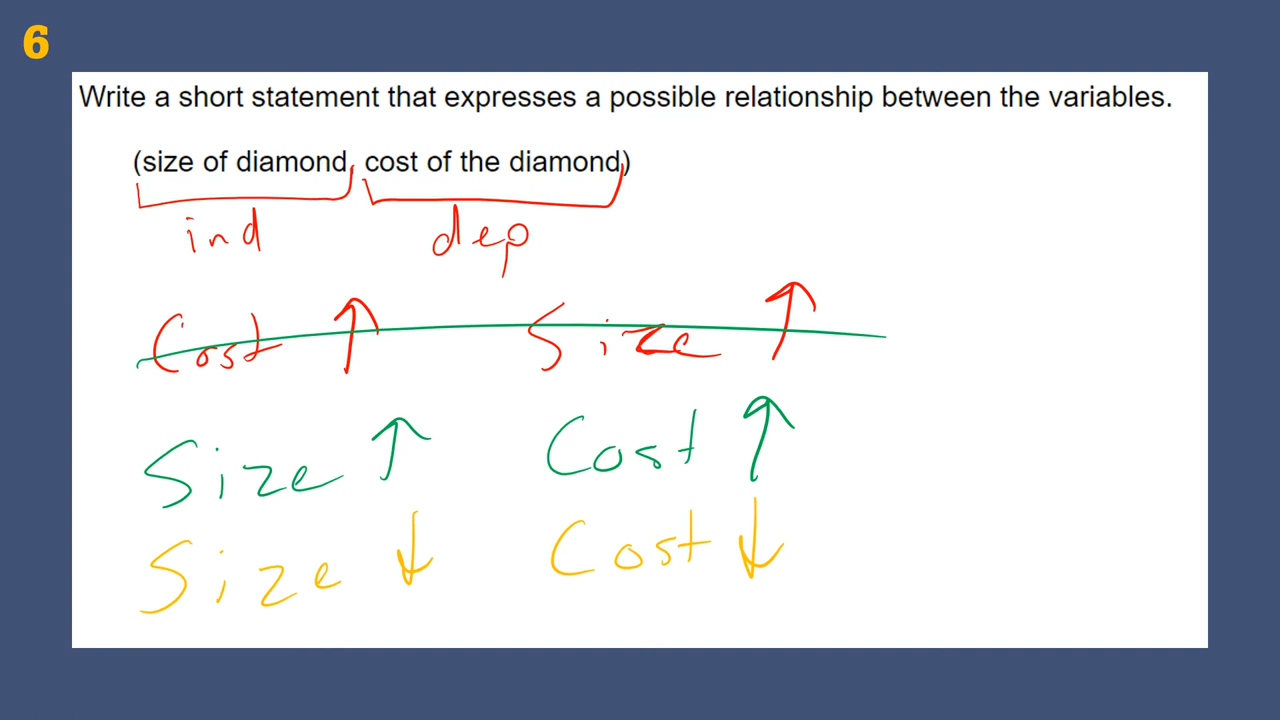 6
Write a short statement that expresses a possible relationship between the variables.
(size of diamond, cost of the diamond)
ind dep
Cost ↑ Size ↑
Size ↑ Cost ↑
Size ↓ Cost ↓